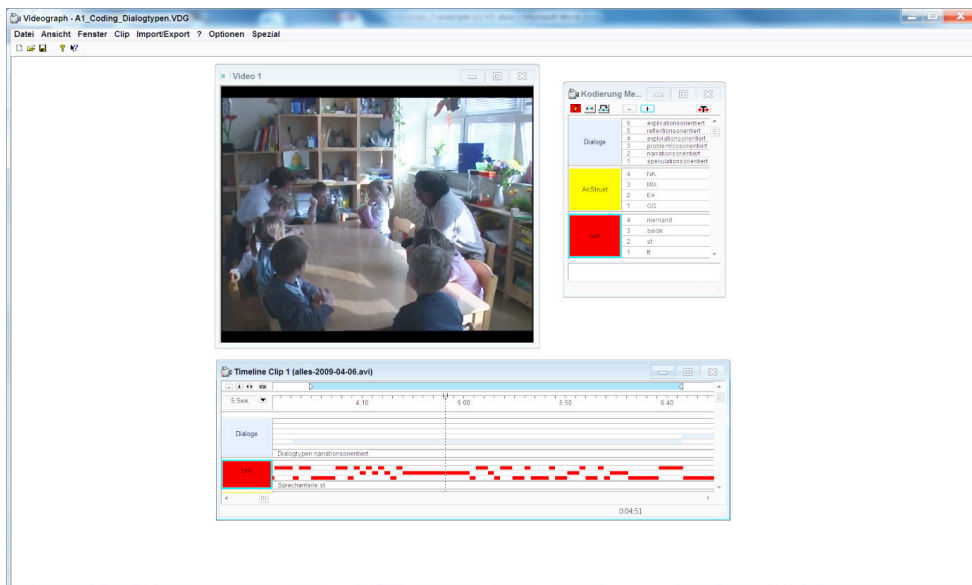 Videograph - A1_Coding_Dialogtypen.VDG
Datei Ansicht Fenster Clip Import/Export ? Optionen Spezial
Video 1
Kodierung Me...
Dialoge
6 explikationsorientiert
5 reflektionsorientiert
4 explorationsorientiert
3 problemlöseorientiert
2 narrationsorientiert
1 spekulationsorientiert
AkStrukt
4 NK
3 MIX
2 EA
1 GG
4 niemand
3 beide
2 st
1 tt
Timeline Clip 1 (alles-2009-04-06.avi)
5 Sek.
4:10 5:00 5:50 6:40
Dialoge
Dialogtypen narrationsorientiert
Sprechanteile st
0:04:51